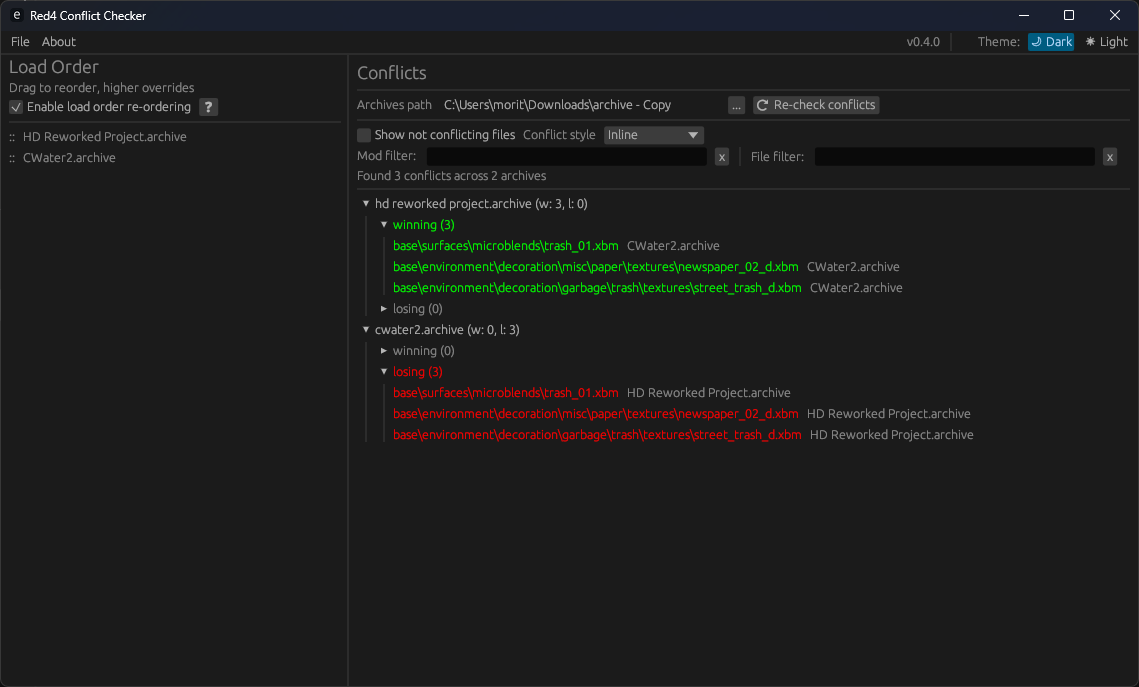 e Red4 Conflict Checker
File About v0.4.0 Theme: Dark Light
Load Order
Drag to reorder, higher overrides
Enable load order re-ordering ?
:: HD Reworked Project.archive
:: CWater2.archive
Conflicts
Archives path C:\Users\morit\Downloads\archive - Copy ... Re-check conflicts
Show not conflicting files Conflict style Inline
Mod filter: x File filter: x
Found 3 conflicts across 2 archives
hd reworked project.archive (w: 3, l: 0)
winning (3)
base\surfaces\microblends\trash_01.xbm CWater2.archive
base\environment\decoration\misc\paper\textures\newspaper_02_d.xbm CWater2.archive
base\environment\decoration\garbage\trash\textures\street_trash_d.xbm CWater2.archive
losing (0)
cwater2.archive (w: 0, l: 3)
winning (0)
losing (3)
base\surfaces\microblends\trash_01.xbm HD Reworked Project.archive
base\environment\decoration\misc\paper\textures\newspaper_02_d.xbm HD Reworked Project.archive
base\environment\decoration\garbage\trash\textures\street_trash_d.xbm HD Reworked Project.archive